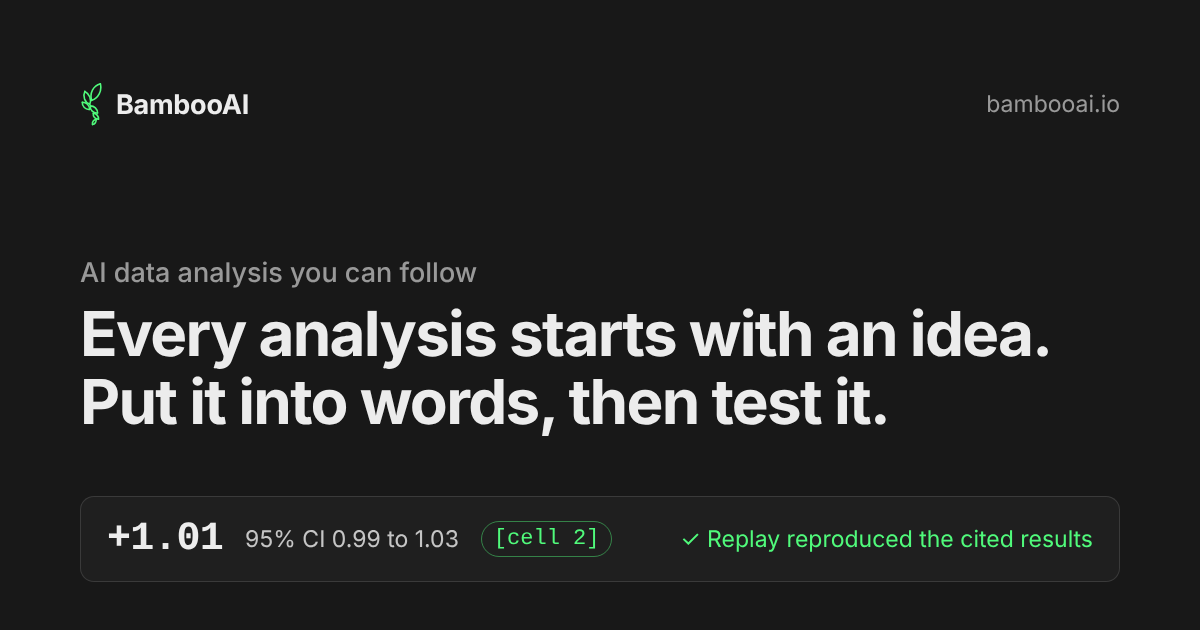 BambooAI
bambooai.io
AI data analysis you can follow
Every analysis starts with an idea.
Put it into words, then test it.
+1.01 95% CI 0.99 to 1.03 [cell 2] ✓ Replay reproduced the cited results